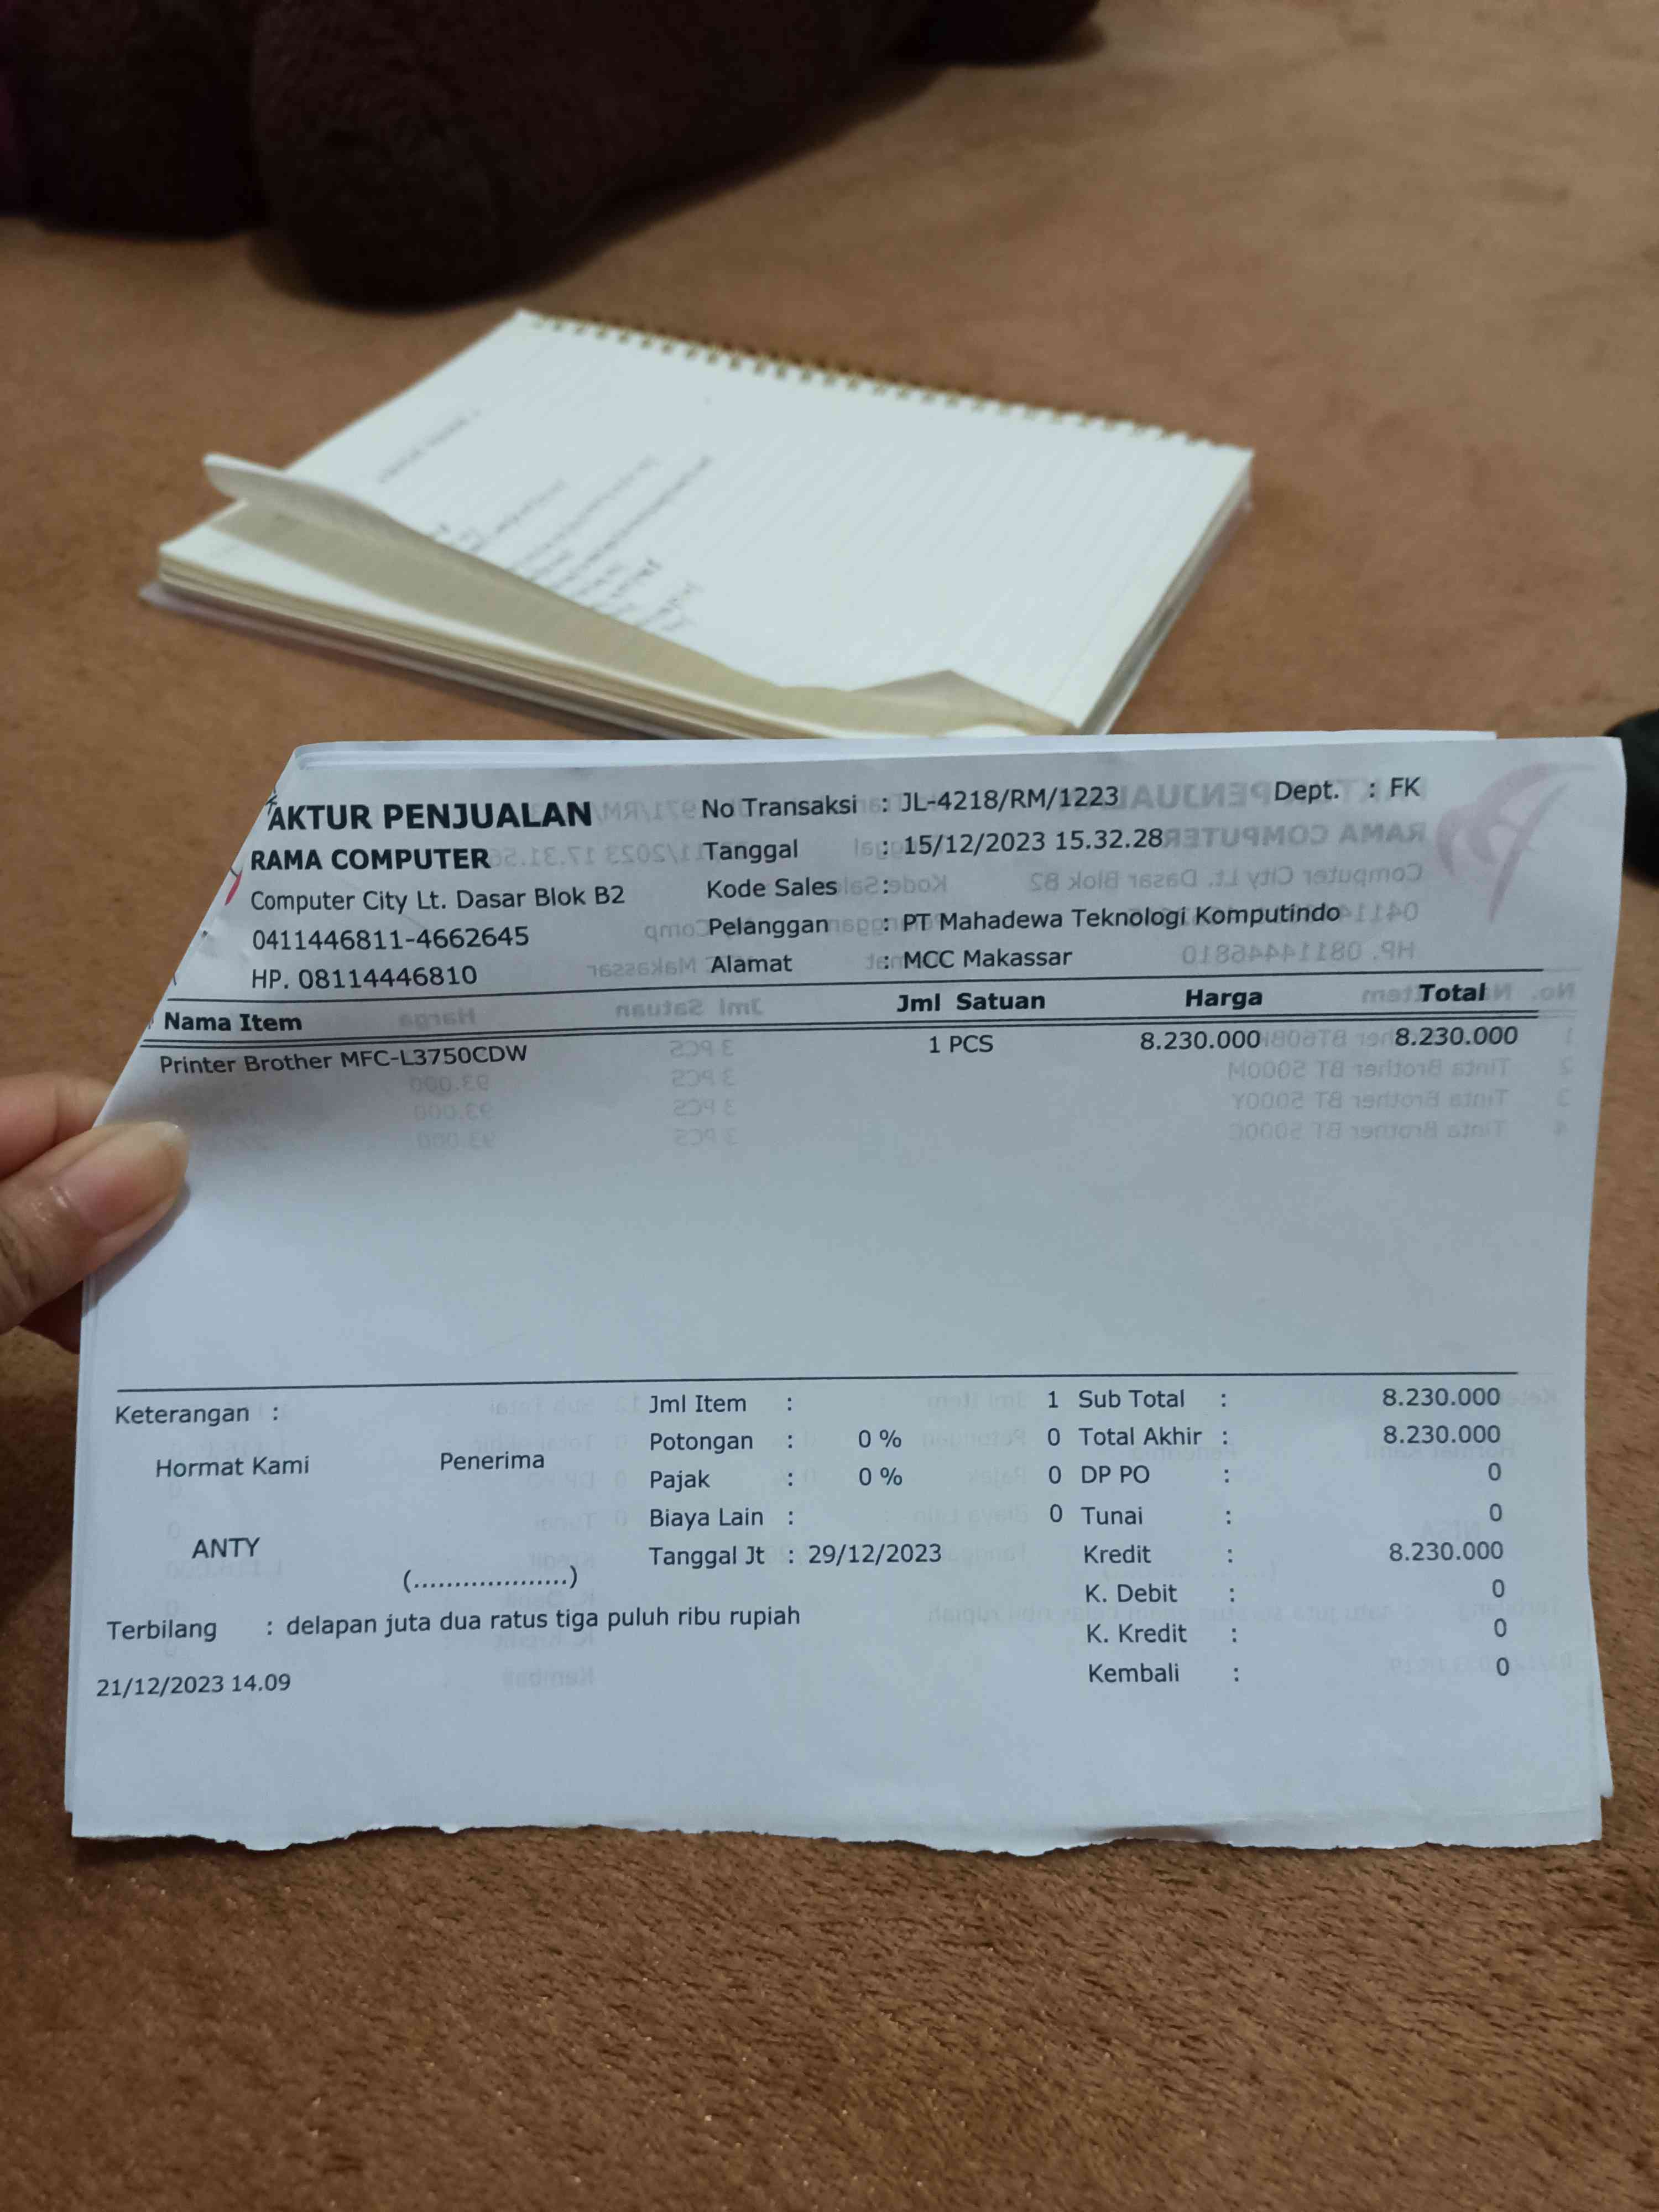 AKTUR PENJUALAN
RAMA COMPUTER
Computer City Lt. Dasar Blok B2
0411446811-4662645
HP. 08114446810
No Transaksi : JL-4218/RM/1223
Dept. : FK
Tanggal : 15/12/2023 15.32.28
Kode Sales :
Pelanggan : PT Mahadewa Teknologi Komputindo
Alamat : MCC Makassar
Nama Item Jml Satuan Harga Total
Printer Brother MFC-L3750CDW 1 PCS 8.230.000 8.230.000
Keterangan :
Hormat Kami Penerima
ANTY
(...................)
Jml Item : 1
Potongan : 0 % 0
Pajak : 0 % 0
Biaya Lain : 0
Tanggal Jt : 29/12/2023
Sub Total : 8.230.000
Total Akhir : 8.230.000
DP PO : 0
Tunai : 0
Kredit : 8.230.000
K. Debit : 0
K. Kredit : 0
Kembali : 0
Terbilang : delapan juta dua ratus tiga puluh ribu rupiah
21/12/2023 14.09